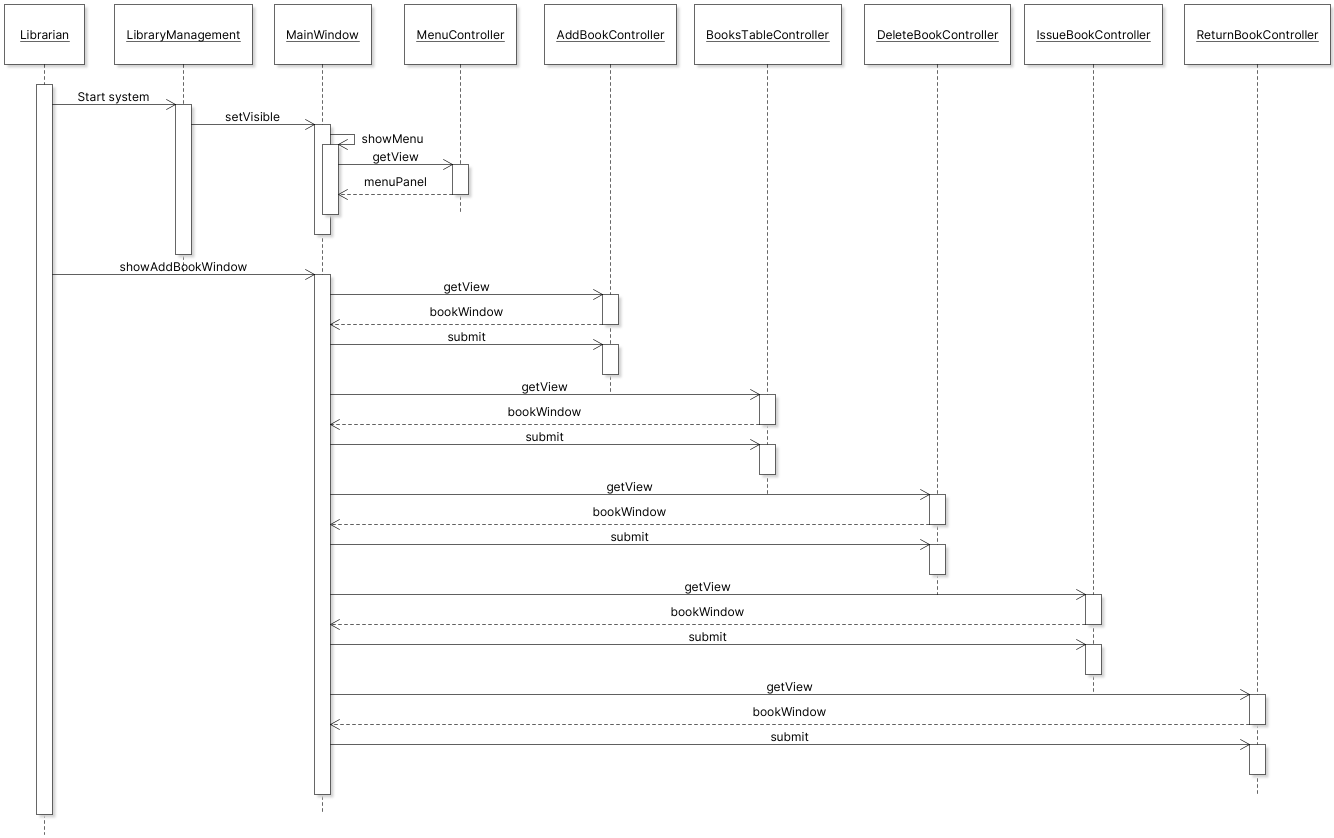 Librarian
LibraryManagement
MainWindow
MenuController
AddBookController
BooksTableController
DeleteBookController
IssueBookController
ReturnBookController
Start system
setVisible
showMenu
getView
menuPanel
showAddBookWindow
getView
bookWindow
submit
getView
bookWindow
submit
getView
bookWindow
submit
getView
bookWindow
submit
getView
bookWindow
submit